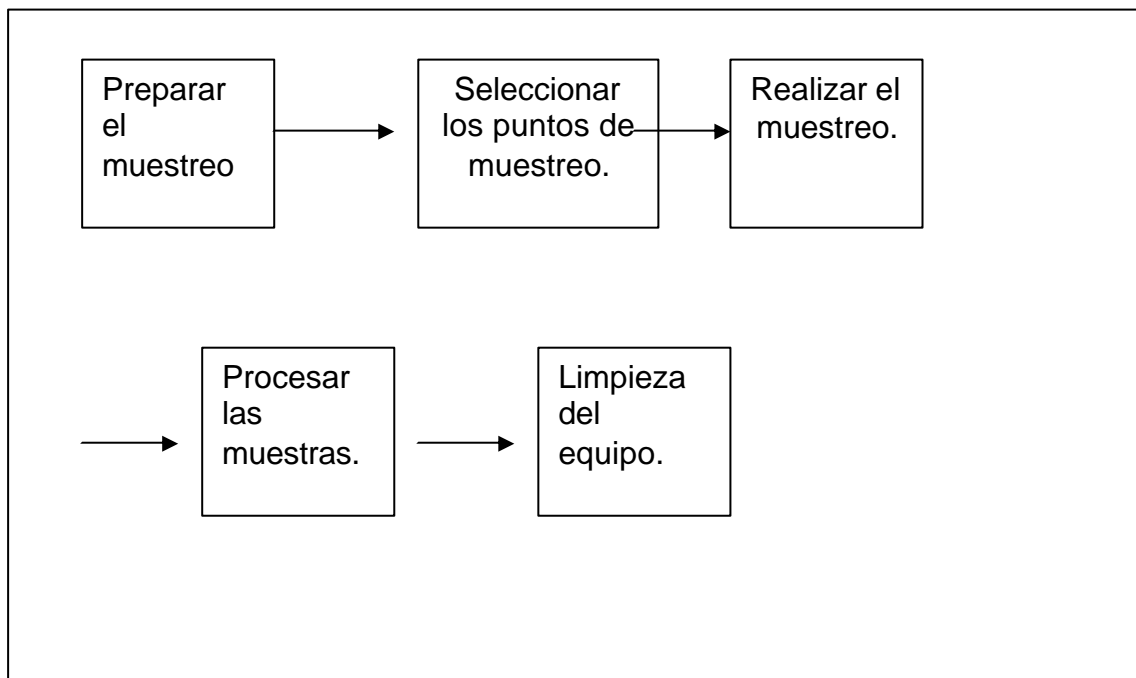 Preparar
el
muestreo
Seleccionar
los puntos de
muestreo.
Realizar el
muestreo.
Procesar
las
muestras.
Limpieza
del
equipo.